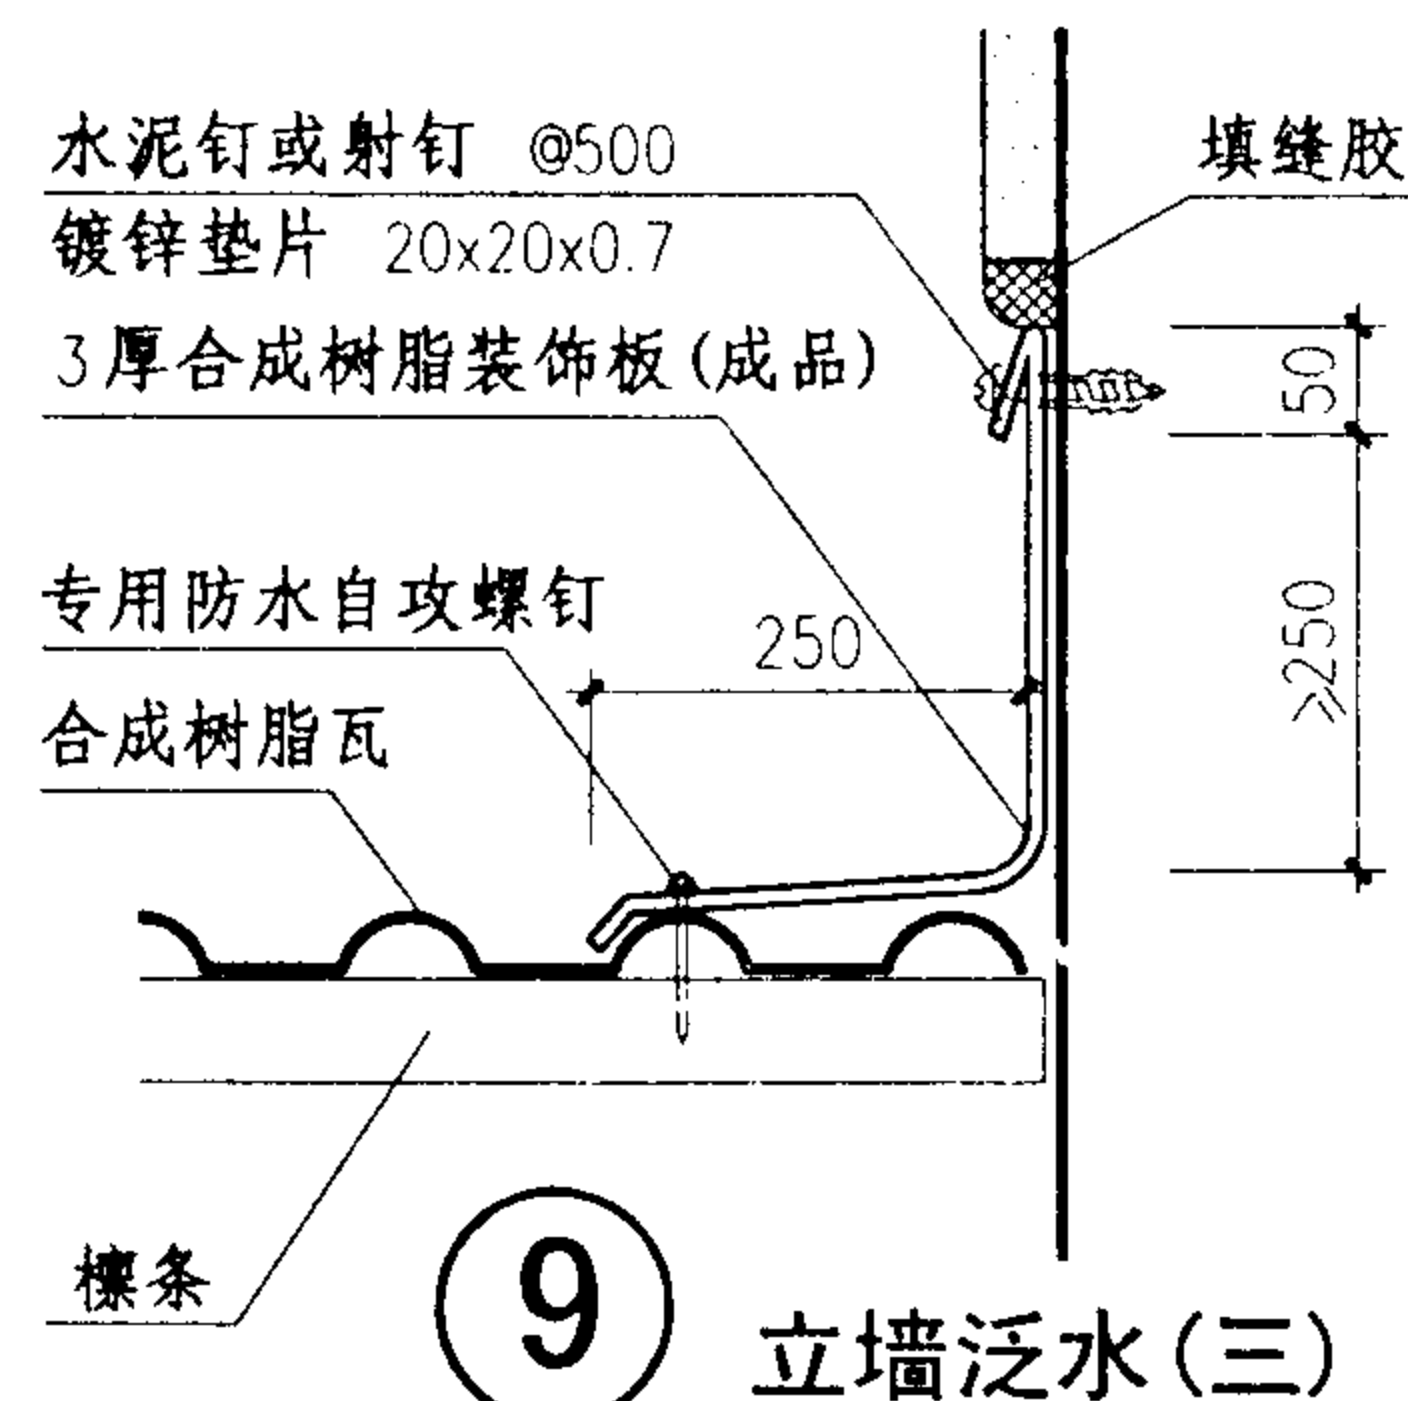 水泥钉或射钉 @500
填缝胶
镀锌垫片 20x20x0.7
3厚合成树脂装饰板(成品)
50
专用防水自攻螺钉
250
≥250
合成树脂瓦
檩条
9
立墙泛水(三)